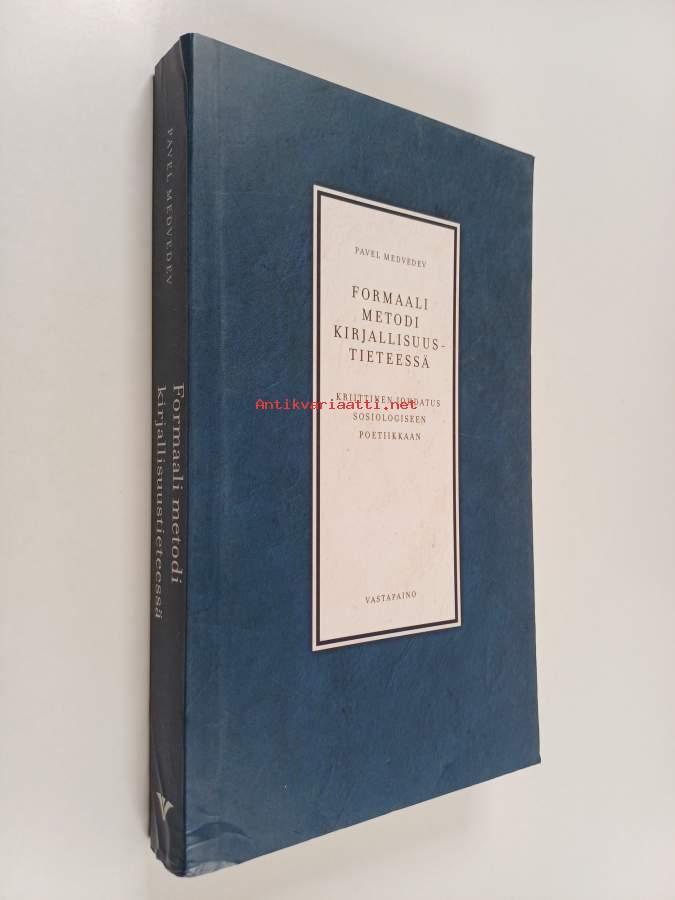 PAVEL MEDVEDEV
Formaali metodi
kirjallisuustieteessä
PAVEL MEDVEDEV
FORMAALI
METODI
KIRJALLISUUS-
TIETEESSÄ
KRIITTINEN JOHDATUS
SOSIOLOGISEEN
POETIIKKAAN
VASTAPAINO
Antikvariaatti.net